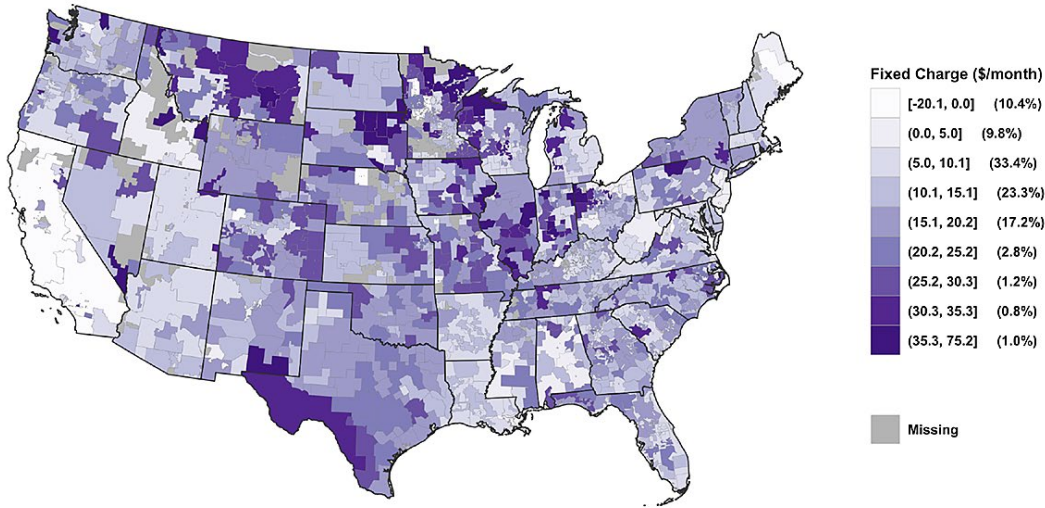 Fixed Charge ($/month)
[-20.1, 0.0] (10.4%)
(0.0, 5.0] (9.8%)
(5.0, 10.1] (33.4%)
(10.1, 15.1] (23.3%)
(15.1, 20.2] (17.2%)
(20.2, 25.2] (2.8%)
(25.2, 30.3] (1.2%)
(30.3, 35.3] (0.8%)
(35.3, 75.2] (1.0%)
Missing